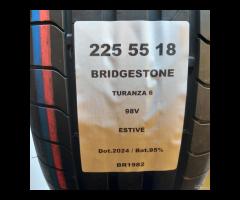 225 55 18
BRIDGESTONE
TURANZA 6
98V
ESTIVE
Dot.2024 / Bat.95%
BR1982